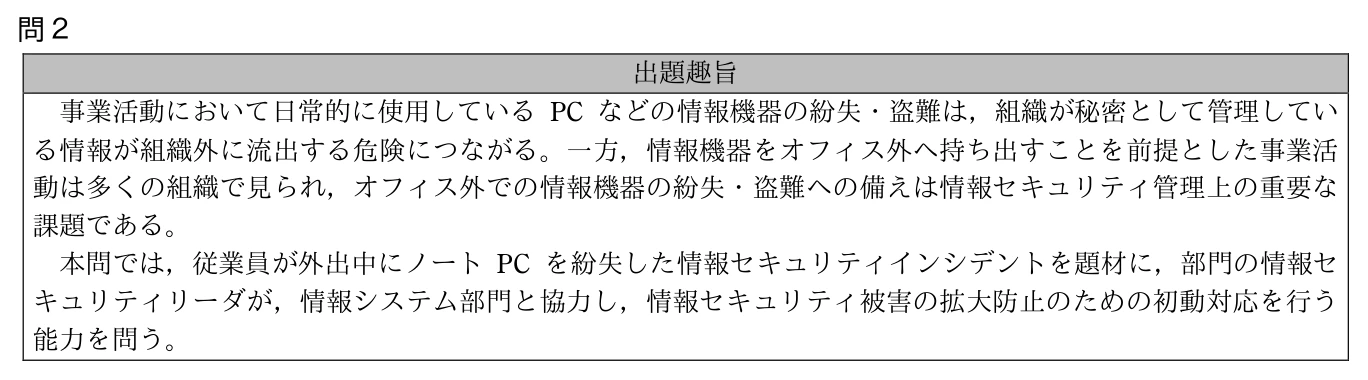 問2
出題趣旨
事業活動において日常的に使用している PC などの情報機器の紛失・盗難は，組織が秘密として管理してい
る情報が組織外に流出する危険につながる。一方，情報機器をオフィス外へ持ち出すことを前提とした事業活
動は多くの組織で見られ，オフィス外での情報機器の紛失・盗難への備えは情報セキュリティ管理上の重要な
課題である。
本問では，従業員が外出中にノート PC を紛失した情報セキュリティインシデントを題材に，部門の情報セ
キュリティリーダが，情報システム部門と協力し，情報セキュリティ被害の拡大防止のための初動対応を行う
能力を問う。